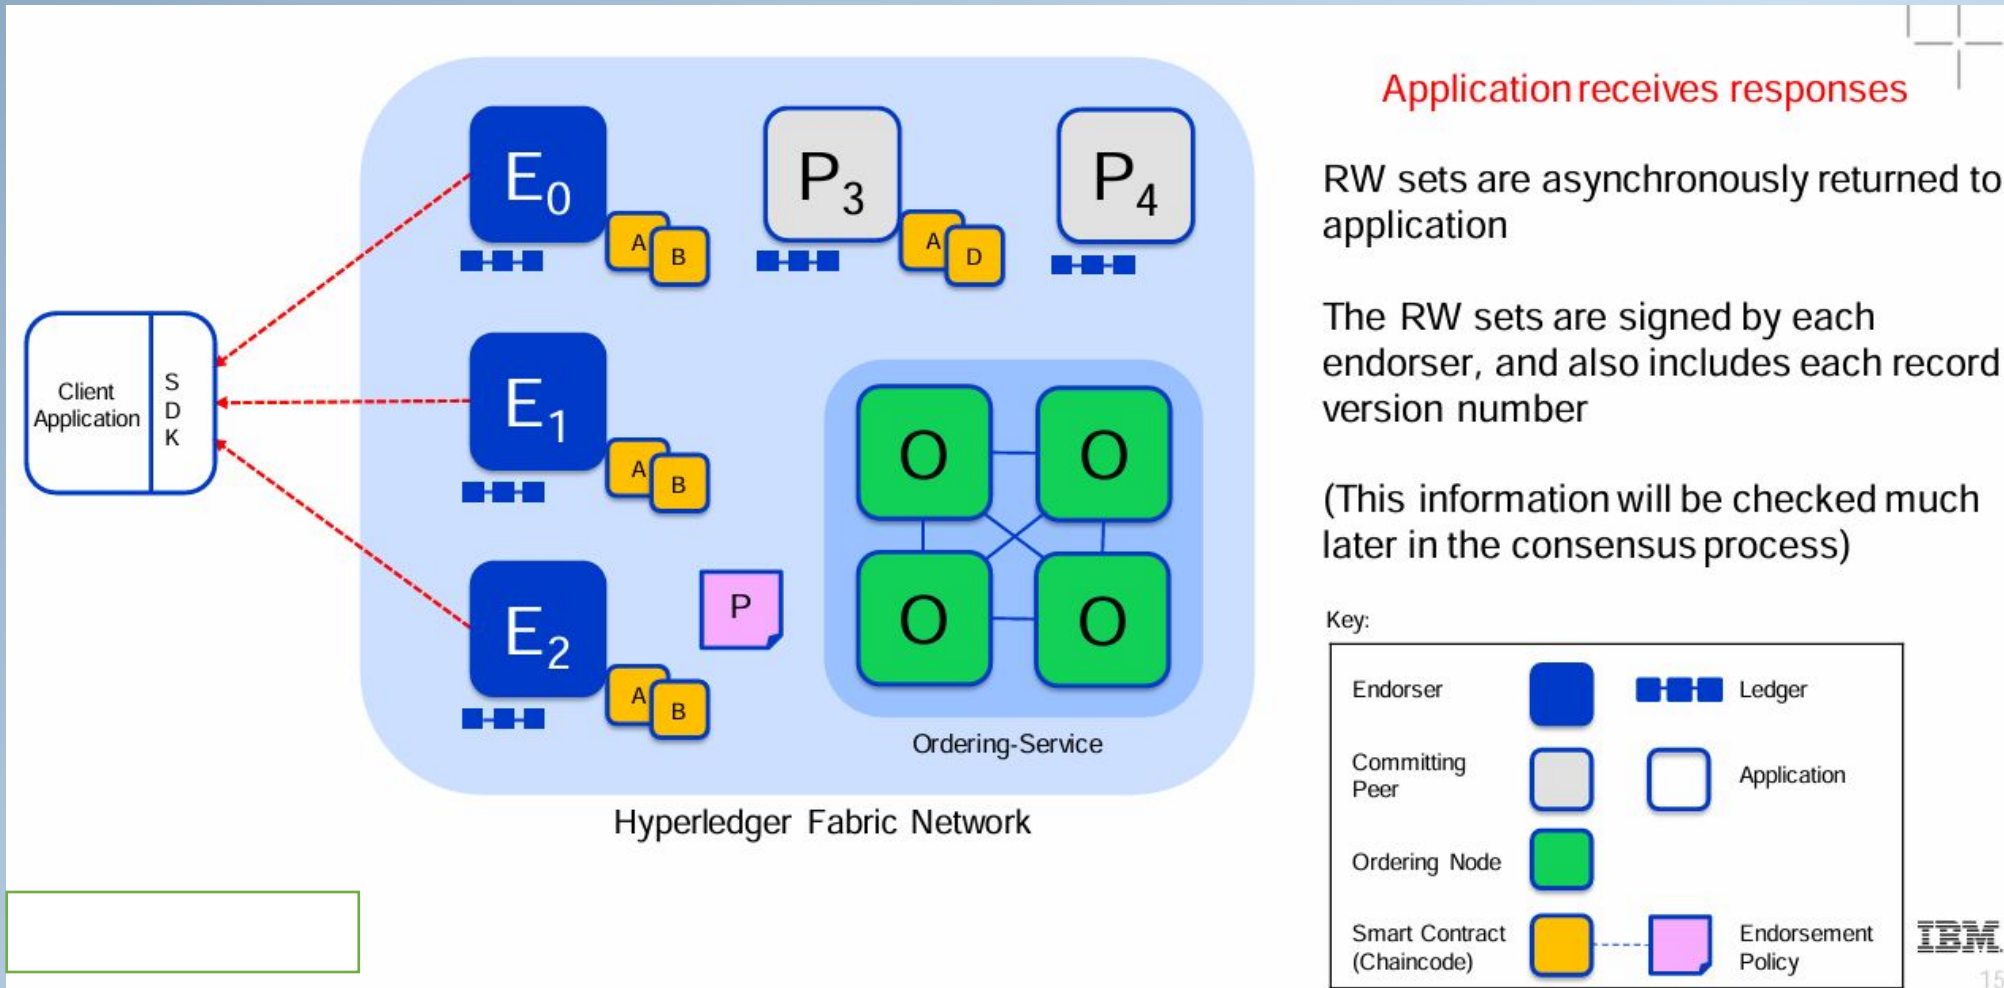 Application receives responses
RW sets are asynchronously returned to
application
The RW sets are signed by each
endorser, and also includes each record
version number
(This information will be checked much
later in the consensus process)
E0
A
B
P3
A
D
P4
Client
Application
S
D
K
E1
A
B
E2
A
B
P
O
O
O
O
Ordering-Service
Hyperledger Fabric Network
Key:
Endorser
Ledger
Committing
Peer
Application
Ordering Node
Smart Contract
(Chaincode)
Endorsement
Policy
IBM.
15